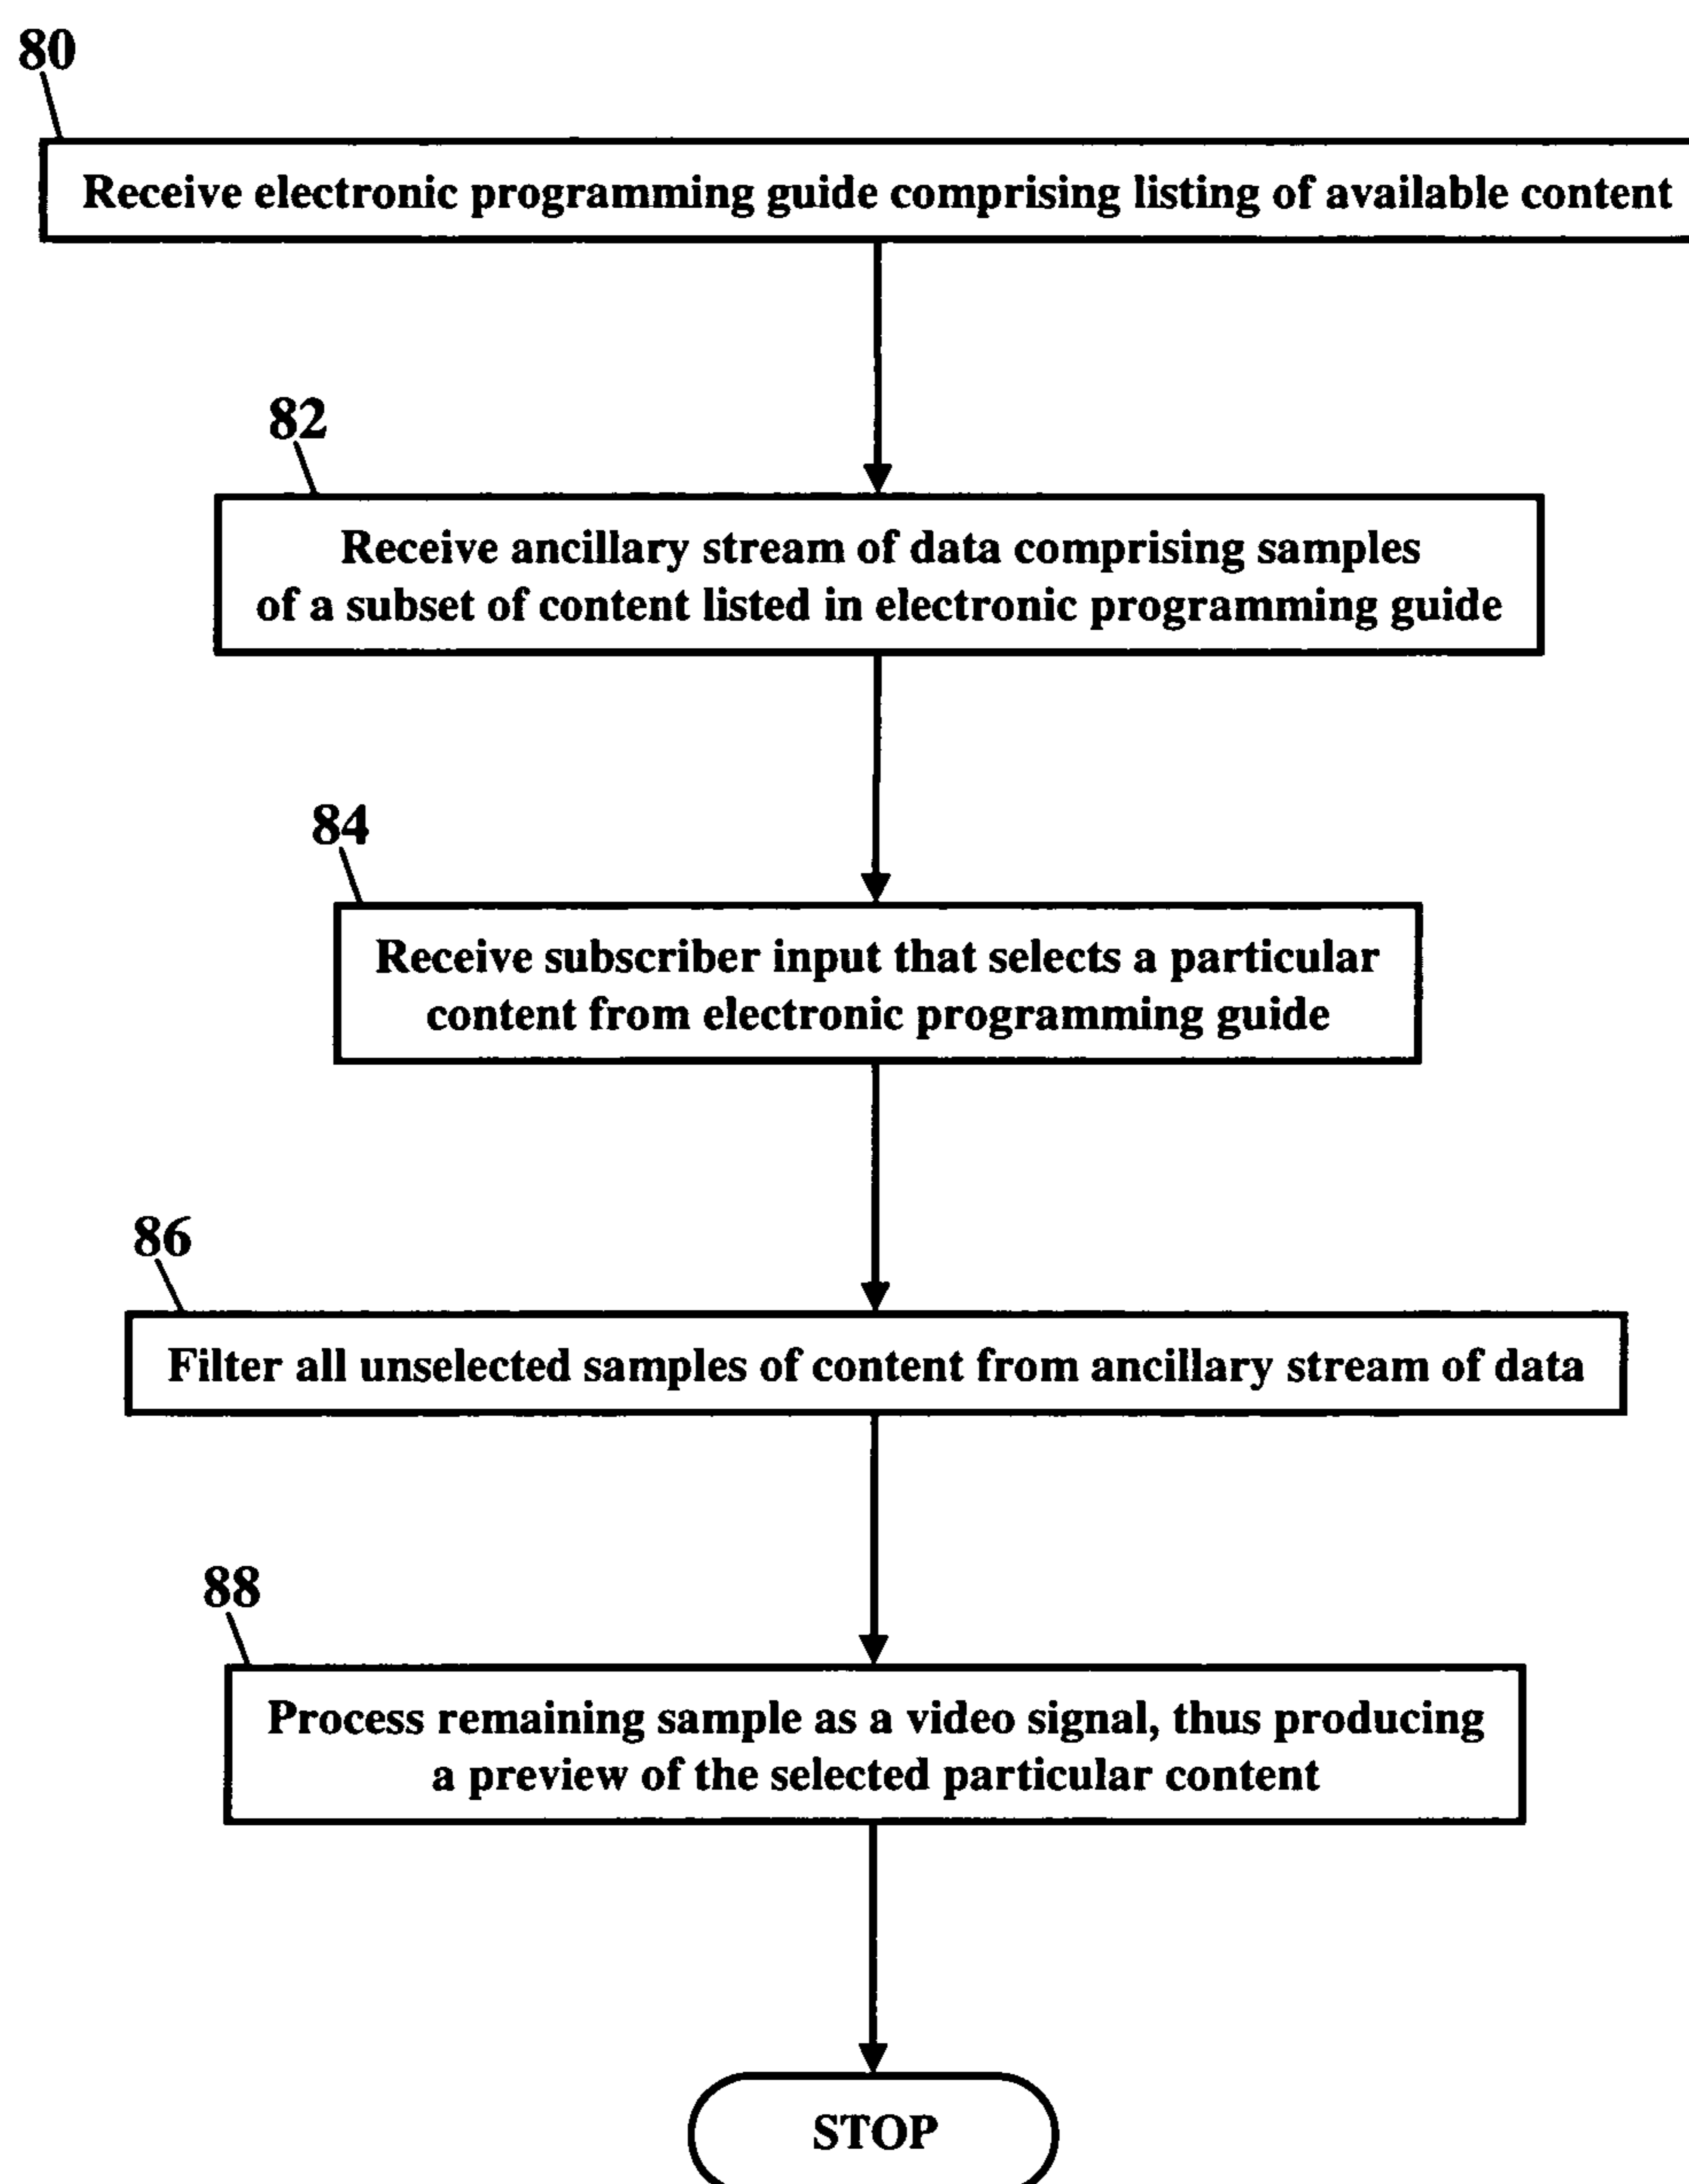 80
Receive electronic programming guide comprising listing of available content
82
Receive ancillary stream of data comprising samples
of a subset of content listed in electronic programming guide
84
Receive subscriber input that selects a particular
content from electronic programming guide
86
Filter all unselected samples of content from ancillary stream of data
88
Process remaining sample as a video signal, thus producing
a preview of the selected particular content
STOP